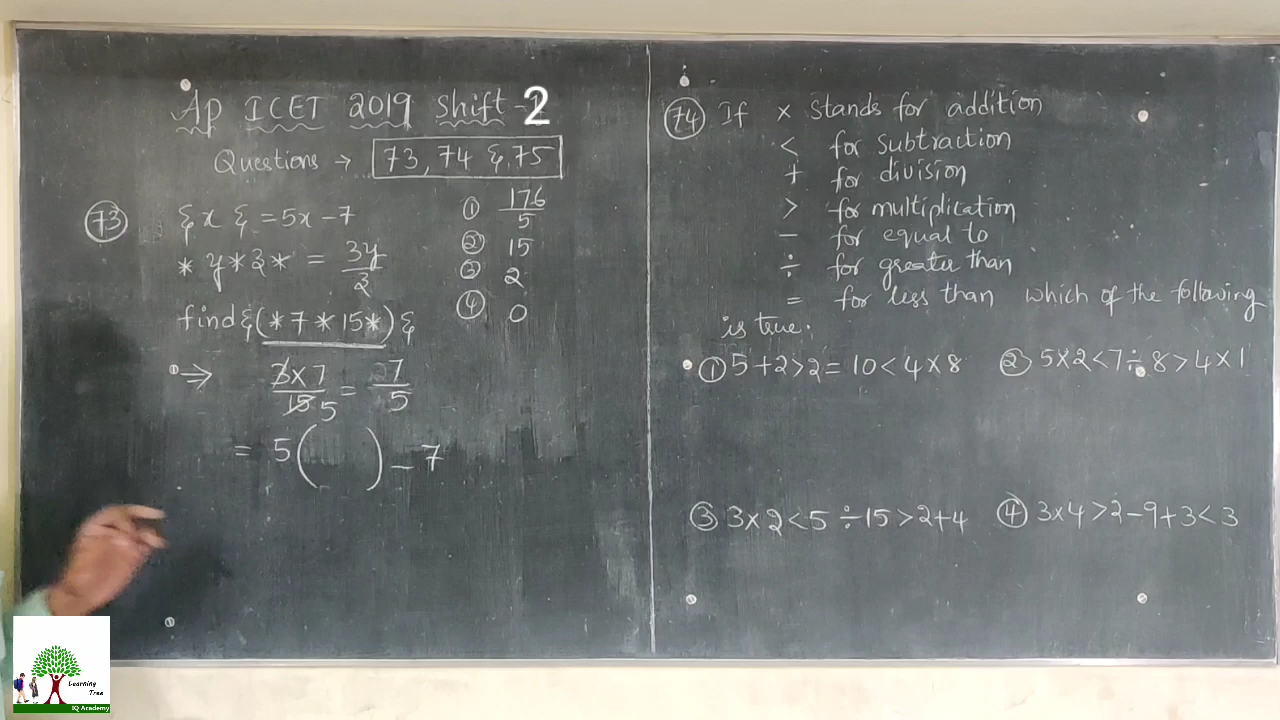 Ap ICET 2019 Shift-2
Questions → 73, 74 & 75
73 { x { = 5x - 7
* y * z * = 3y/z
find {(* 7 * 15 *) {
① 176/5
② 15
③ 2
④ 0
⇒ 3×7/15 5 = 7/5
= 5( ) - 7
74 If × stands for addition
< for subtraction
+ for division
> for multiplication
- for equal to
÷ for greater than
= for less than which of the following
is true.
① 5+2>2 = 10<4×8
② 5×2<7÷8>4×1
③ 3×2<5÷15>2+4
④ 3×4>2-9+3<3
Learning
Tree
IQ Academy